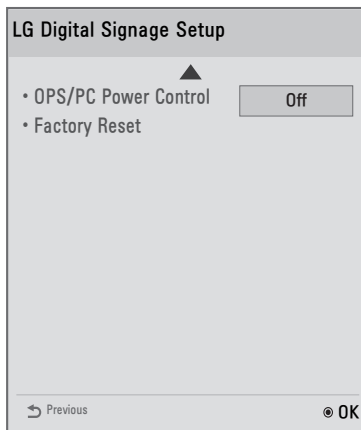 LG Digital Signage Setup
• OPS/PC Power Control Off
• Factory Reset
Previous OK